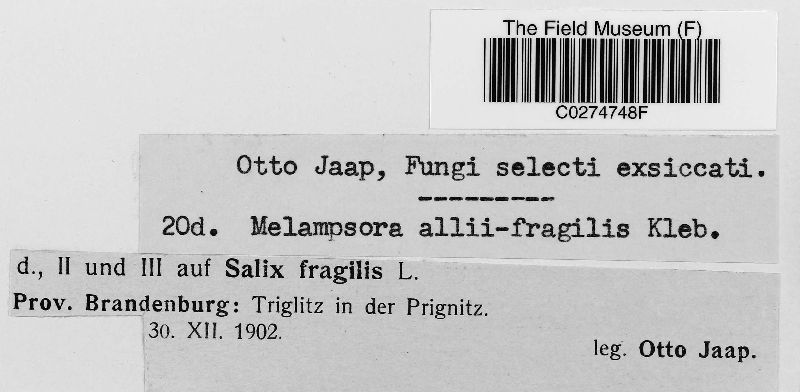 The Field Museum (F)
C0274748F
Otto Jaap, Fungi selecti exsiccati.
20d. Melampsora allii-fragilis Kleb.
d., II und III auf Salix fragilis L.
Prov. Brandenburg: Triglitz in der Prignitz.
30. XII. 1902.
leg. Otto Jaap.